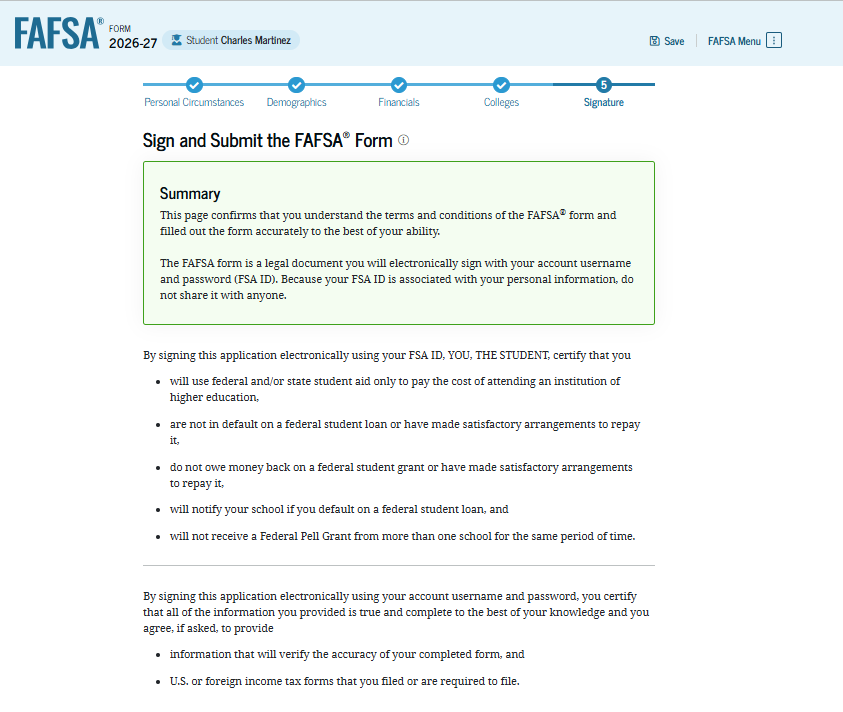 FAFSA® FORM
2026-27
Student Charles Martinez
Save
FAFSA Menu
Personal Circumstances
Demographics
Financials
Colleges
5
Signature
Sign and Submit the FAFSA® Form
Summary
This page confirms that you understand the terms and conditions of the FAFSA® form and
filled out the form accurately to the best of your ability.
The FAFSA form is a legal document you will electronically sign with your account username
and password (FSA ID). Because your FSA ID is associated with your personal information, do
not share it with anyone.
By signing this application electronically using your FSA ID, YOU, THE STUDENT, certify that you
• will use federal and/or state student aid only to pay the cost of attending an institution of
higher education,
• are not in default on a federal student loan or have made satisfactory arrangements to repay
it,
• do not owe money back on a federal student grant or have made satisfactory arrangements
to repay it,
• will notify your school if you default on a federal student loan, and
• will not receive a Federal Pell Grant from more than one school for the same period of time.
By signing this application electronically using your account username and password, you certify
that all of the information you provided is true and complete to the best of your knowledge and you
agree, if asked, to provide
• information that will verify the accuracy of your completed form, and
• U.S. or foreign income tax forms that you filed or are required to file.